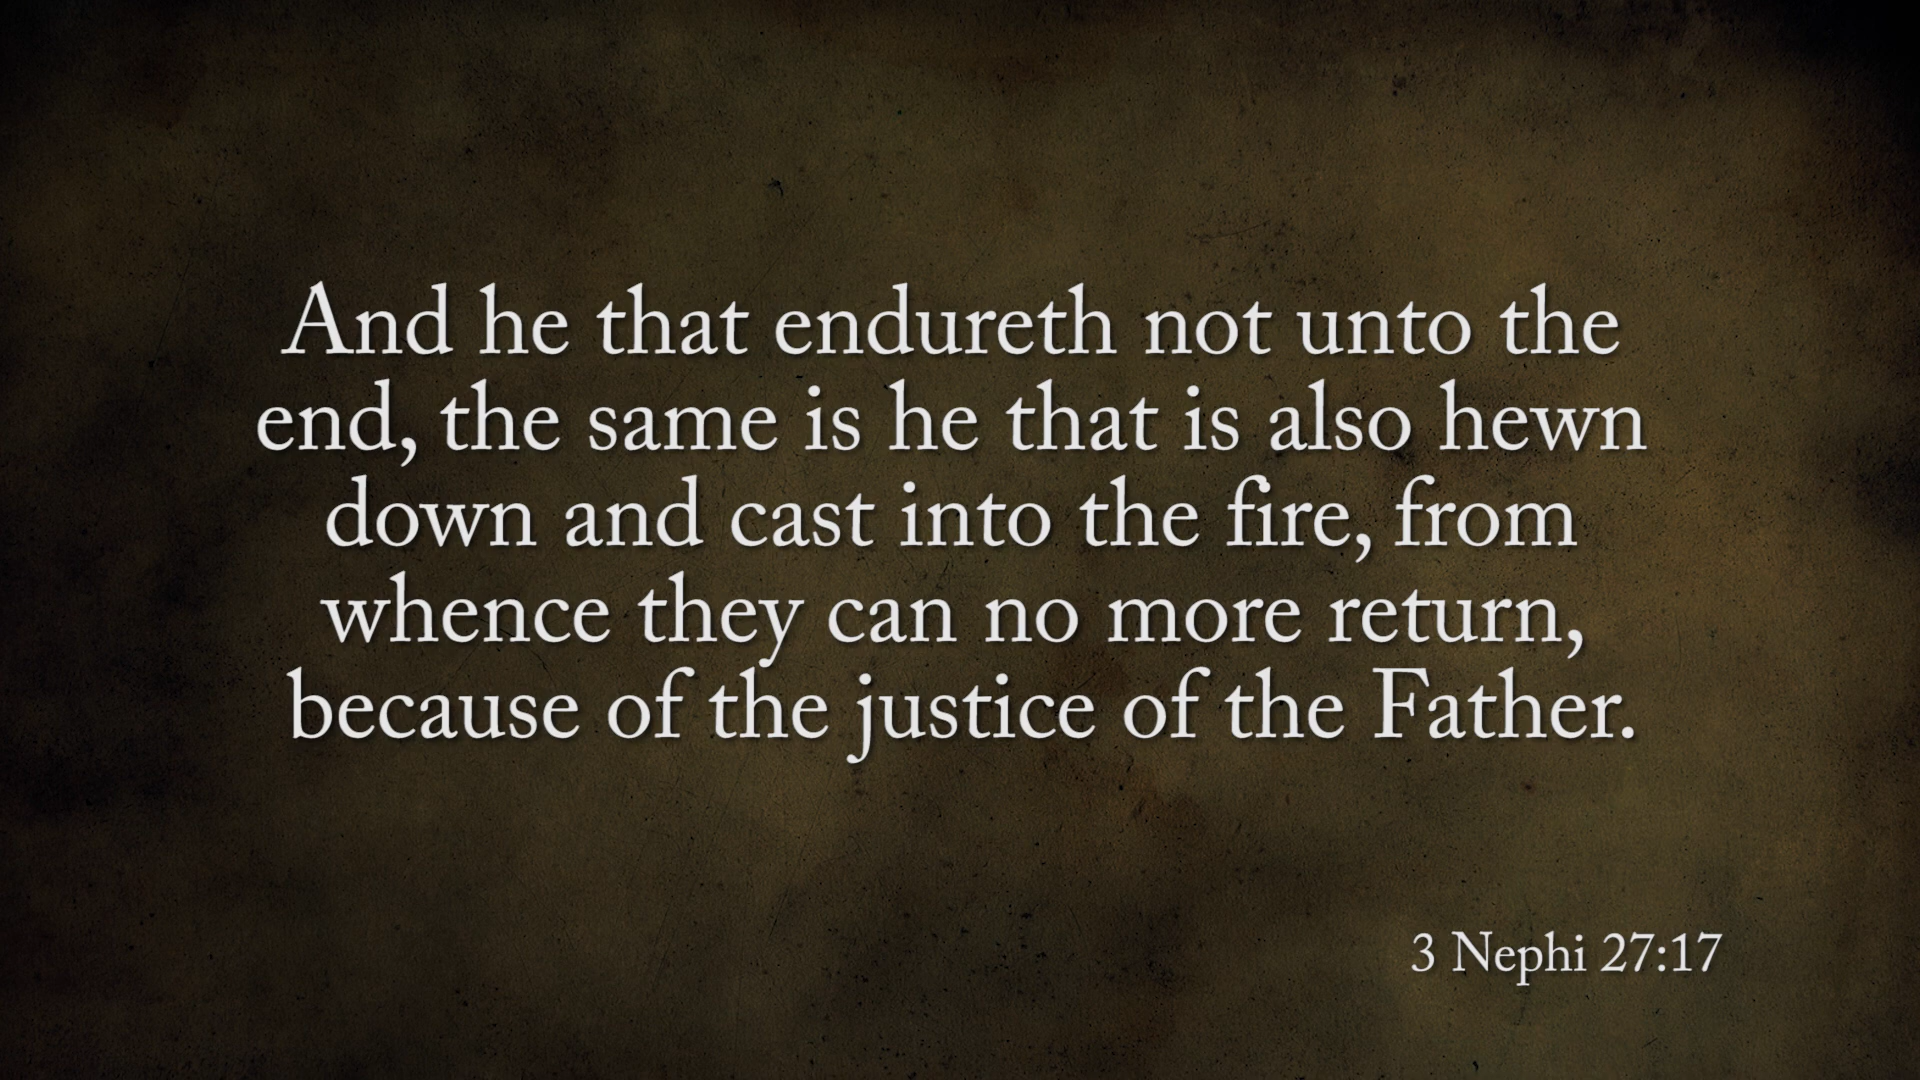 And he that endureth not unto the
end, the same is he that is also hewn
down and cast into the fire, from
whence they can no more return,
because of the justice of the Father.
3 Nephi 27:17